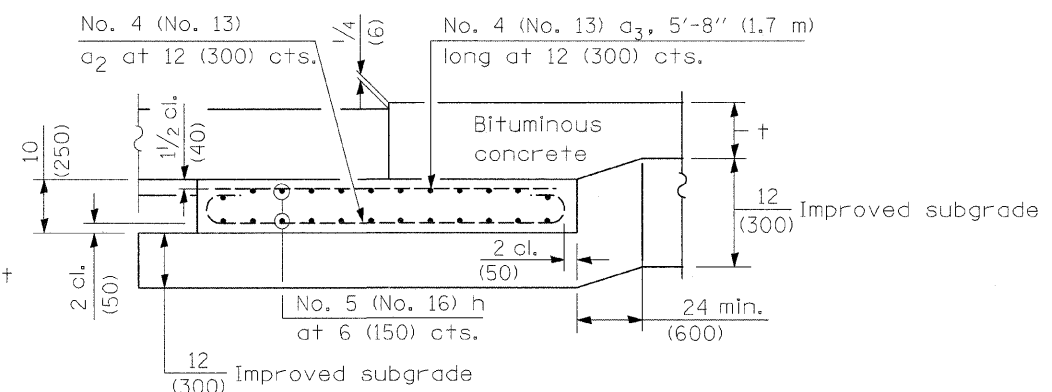 No. 4 (No. 13)
a2 at 12 (300) cts.
1/4
(6)
No. 4 (No. 13) a3, 5'-8" (1.7 m)
long at 12 (300) cts.
10
(250)
1 1/2 cl.
(40)
Bituminous
concrete
†
12
(300)
Improved subgrade
2 cl.
(50)
†
2 cl.
(50)
No. 5 (No. 16) h
at 6 (150) cts.
24 min.
(600)
12
(300)
Improved subgrade